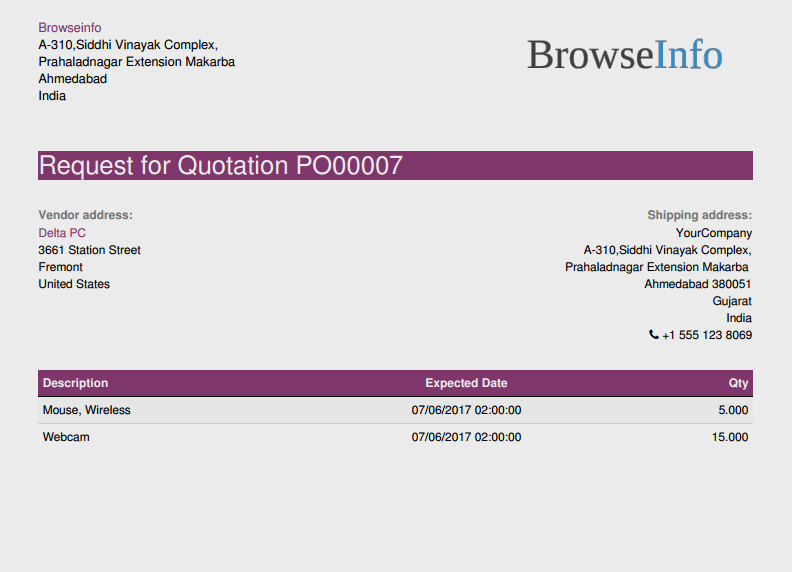 Browseinfo
A-310,Siddhi Vinayak Complex,
Prahaladnagar Extension Makarba
Ahmedabad
India
BrowseInfo
Request for Quotation PO00007
Vendor address:
Delta PC
3661 Station Street
Fremont
United States
Shipping address:
YourCompany
A-310,Siddhi Vinayak Complex,
Prahaladnagar Extension Makarba
Ahmedabad 380051
Gujarat
India
+1 555 123 8069
Description Expected Date Qty
Mouse, Wireless 07/06/2017 02:00:00 5.000
Webcam 07/06/2017 02:00:00 15.000